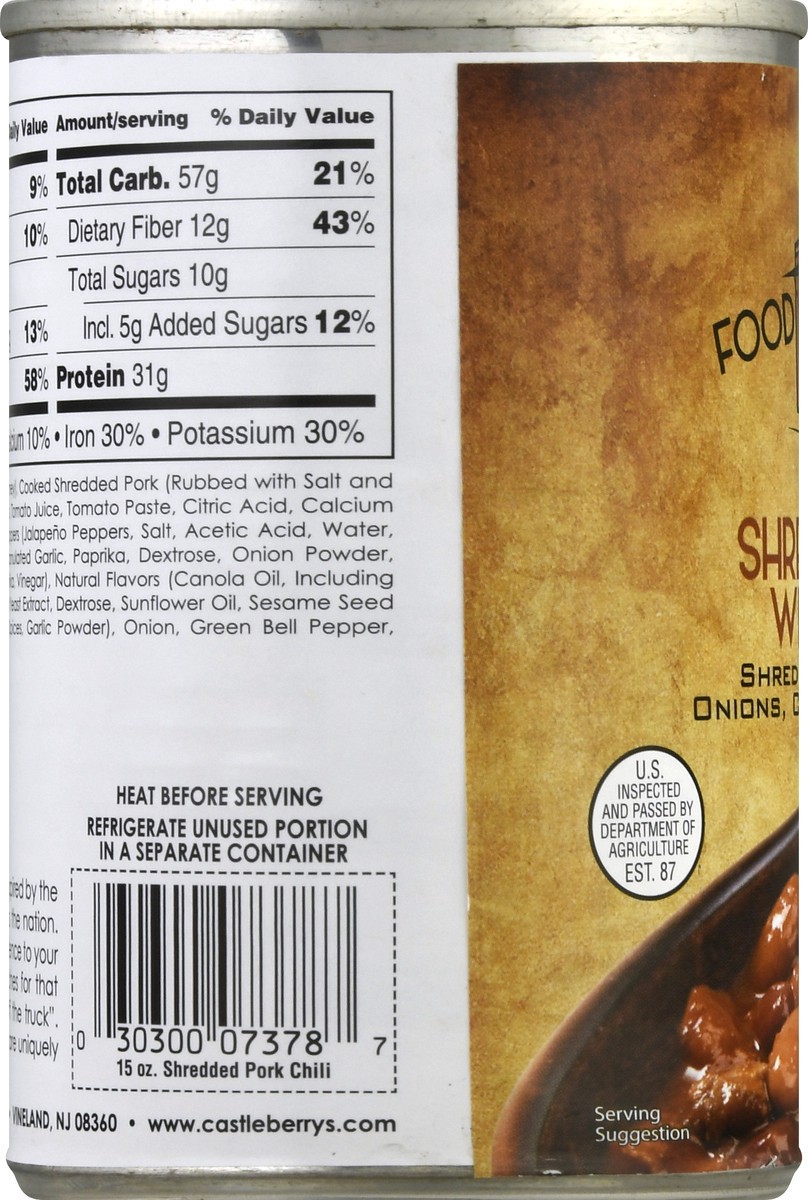 Value Amount/serving % Daily Value
9% Total Carb. 57g 21%
10% Dietary Fiber 12g 43%
Total Sugars 10g
13% Incl. 5g Added Sugars 12%
58% Protein 31g
10% • Iron 30% • Potassium 30%
Cooked Shredded Pork (Rubbed with Salt and
Tomato Juice, Tomato Paste, Citric Acid, Calcium
(Jalapeño Peppers, Salt, Acetic Acid, Water,
Garlic, Paprika, Dextrose, Onion Powder,
Vinegar), Natural Flavors (Canola Oil, Including
Extract, Dextrose, Sunflower Oil, Sesame Seed
Garlic Powder), Onion, Green Bell Pepper,
HEAT BEFORE SERVING
REFRIGERATE UNUSED PORTION
IN A SEPARATE CONTAINER
by the
the nation.
to your
for that
the truck".
uniquely
0 30300 07378 7
15 oz. Shredded Pork Chili
• VINELAND, NJ 08360 • www.castleberrys.com
FOOD
SHRE
W
SHRED
ONIONS,
U.S.
INSPECTED
AND PASSED BY
DEPARTMENT OF
AGRICULTURE
EST. 87
Serving
Suggestion